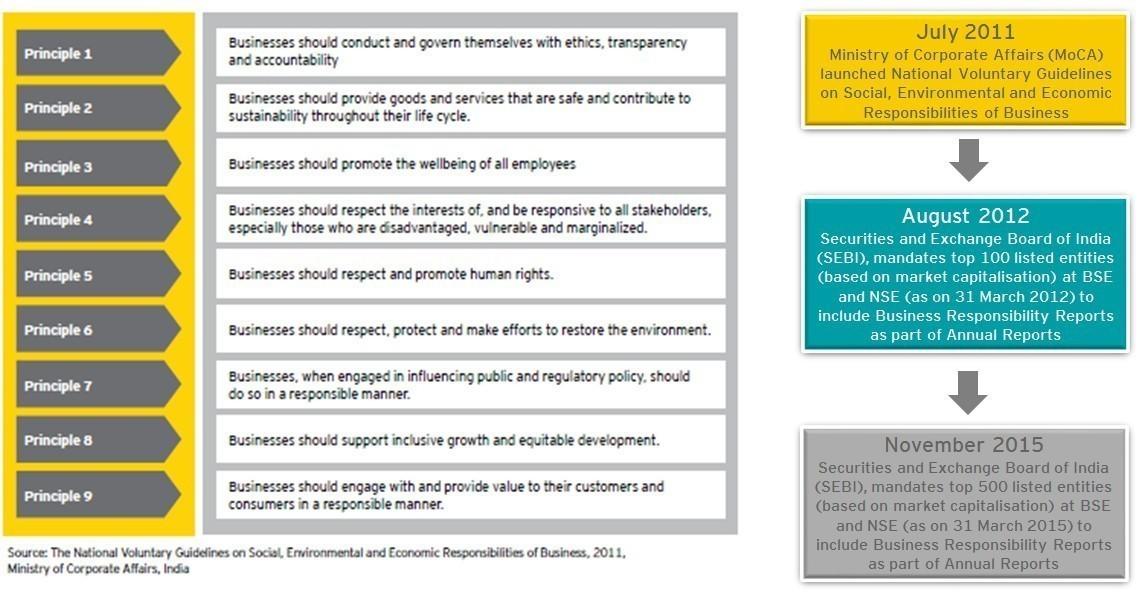 Principle 1
Businesses should conduct and govern themselves with ethics, transparency
and accountability
Principle 2
Businesses should provide goods and services that are safe and contribute to
sustainability throughout their life cycle.
Principle 3
Businesses should promote the wellbeing of all employees
Principle 4
Businesses should respect the interests of, and be responsive to all stakeholders,
especially those who are disadvantaged, vulnerable and marginalized.
Principle 5
Businesses should respect and promote human rights.
Principle 6
Businesses should respect, protect and make efforts to restore the environment.
Principle 7
Businesses, when engaged in influencing public and regulatory policy, should
do so in a responsible manner.
Principle 8
Businesses should support inclusive growth and equitable development.
Principle 9
Businesses should engage with and provide value to their customers and
consumers in a responsible manner.
Source: The National Voluntary Guidelines on Social, Environmental and Economic Responsibilities of Business, 2011,
Ministry of Corporate Affairs, India
July 2011
Ministry of Corporate Affairs (MoCA)
launched National Voluntary Guidelines
on Social, Environmental and Economic
Responsibilities of Business
August 2012
Securities and Exchange Board of India
(SEBI), mandates top 100 listed entities
(based on market capitalisation) at BSE
and NSE (as on 31 March 2012) to
include Business Responsibility Reports
as part of Annual Reports
November 2015
Securities and Exchange Board of India
(SEBI), mandates top 500 listed entities
(based on market capitalisation) at BSE
and NSE (as on 31 March 2015) to
include Business Responsibility Reports
as part of Annual Reports